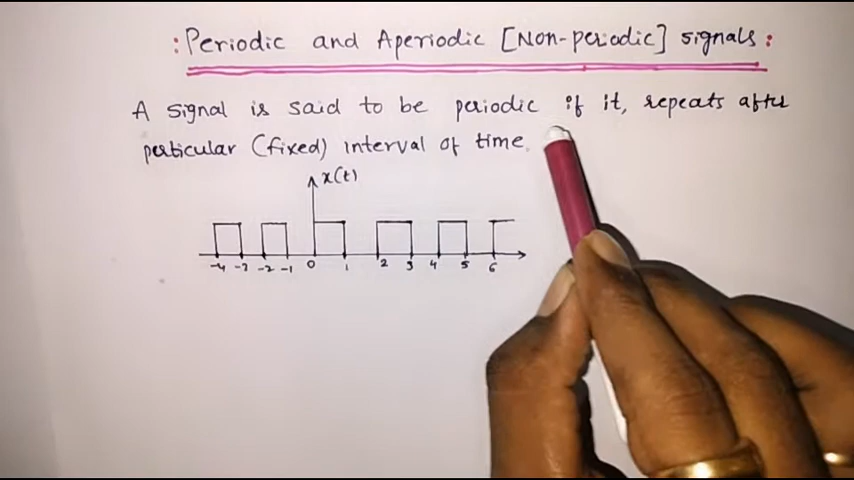 : Periodic and Aperiodic [Non-periodic] signals :
A signal is said to be periodic if it, repeats after
perticular (fixed) interval of time.
x(t)
-4 -3 -2 -1 0 1 2 3 4 5 6